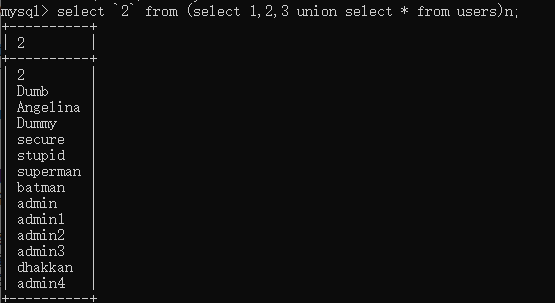 mysql> select `2` from (select 1,2,3 union select * from users)n;
+----------+
| 2        |
+----------+
| 2        |
| Dumb     |
| Angelina |
| Dummy    |
| secure   |
| stupid   |
| superman |
| batman   |
| admin    |
| admin1   |
| admin2   |
| admin3   |
| dhakkan  |
| admin4   |
+----------+